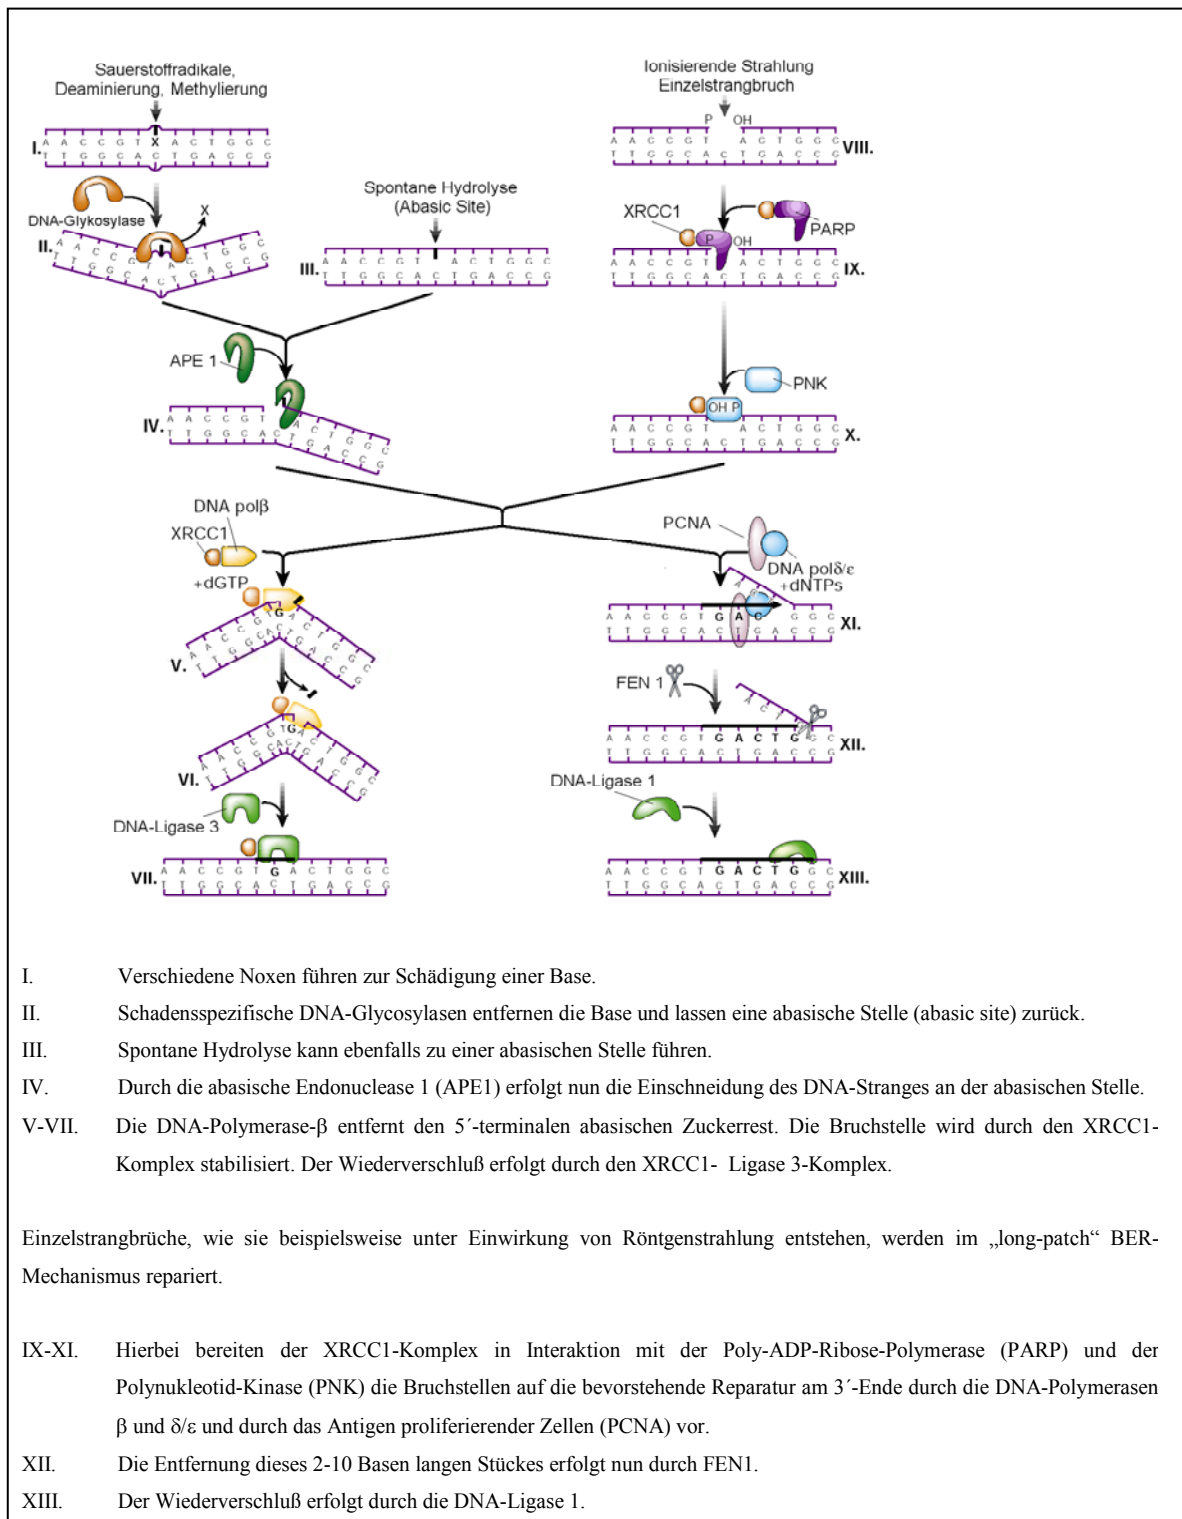 Sauerstoffradikale,
Deaminierung, Methylierung
I.
A A C C G T X A C T G G C
T T G G C A C T G A C C G
DNA-Glykosylase
X
II.
A A C C G T A C T G G C
T T G G C A C T G A C C G
Spontane Hydrolyse
(Abasic Site)
III.
A A C C G T A C T G G C
T T G G C A C T G A C C G
APE 1
IV.
A A C C G T A C T G G C
T T G G C A C T G A C C G
Ionisierende Strahlung
Einzelstrangbruch
P OH
A A C C G T A C T G G C
T T G G C A C T G A C C G
VIII.
XRCC1
PARP
P OH
A A C C G T A C T G G C
T T G G C A C T G A C C G
IX.
PNK
OH P
A A C C G T A C T G G C
T T G G C A C T G A C C G
X.
DNA polβ
XRCC1
+dGTP
V.
A A C C G T G A C T G G C
T T G G C A C T G A C C G
VI.
A A C C G T G A C T G G C
T T G G C A C T G A C C G
DNA-Ligase 3
VII.
A A C C G T G A C T G G C
T T G G C A C T G A C C G
PCNA
DNA polδ/ε
+dNTPs
A A C C G T G A C G G C
T T G G C A C T G A C C G
XI.
FEN 1
A C T
A A C C G T G A C T G G C
T T G G C A C T G A C C G
XII.
DNA-Ligase 1
A A C C G T G A C T G G C
T T G G C A C T G A C C G
XIII.
I. Verschiedene Noxen führen zur Schädigung einer Base.
II. Schadensspezifische DNA-Glycosylasen entfernen die Base und lassen eine abasische Stelle (abasic site) zurück.
III. Spontane Hydrolyse kann ebenfalls zu einer abasischen Stelle führen.
IV. Durch die abasische Endonuclease 1 (APE1) erfolgt nun die Einschneidung des DNA-Stranges an der abasischen Stelle.
V-VII. Die DNA-Polymerase-β entfernt den 5´-terminalen abasischen Zuckerrest. Die Bruchstelle wird durch den XRCC1-
Komplex stabilisiert. Der Wiederverschluß erfolgt durch den XRCC1- Ligase 3-Komplex.
Einzelstrangbrüche, wie sie beispielsweise unter Einwirkung von Röntgenstrahlung entstehen, werden im „long-patch“ BER-
Mechanismus repariert.
IX-XI. Hierbei bereiten der XRCC1-Komplex in Interaktion mit der Poly-ADP-Ribose-Polymerase (PARP) und der
Polynukleotid-Kinase (PNK) die Bruchstellen auf die bevorstehende Reparatur am 3´-Ende durch die DNA-Polymerasen
β und δ/ε und durch das Antigen proliferierender Zellen (PCNA) vor.
XII. Die Entfernung dieses 2-10 Basen langen Stückes erfolgt nun durch FEN1.
XIII. Der Wiederverschluß erfolgt durch die DNA-Ligase 1.